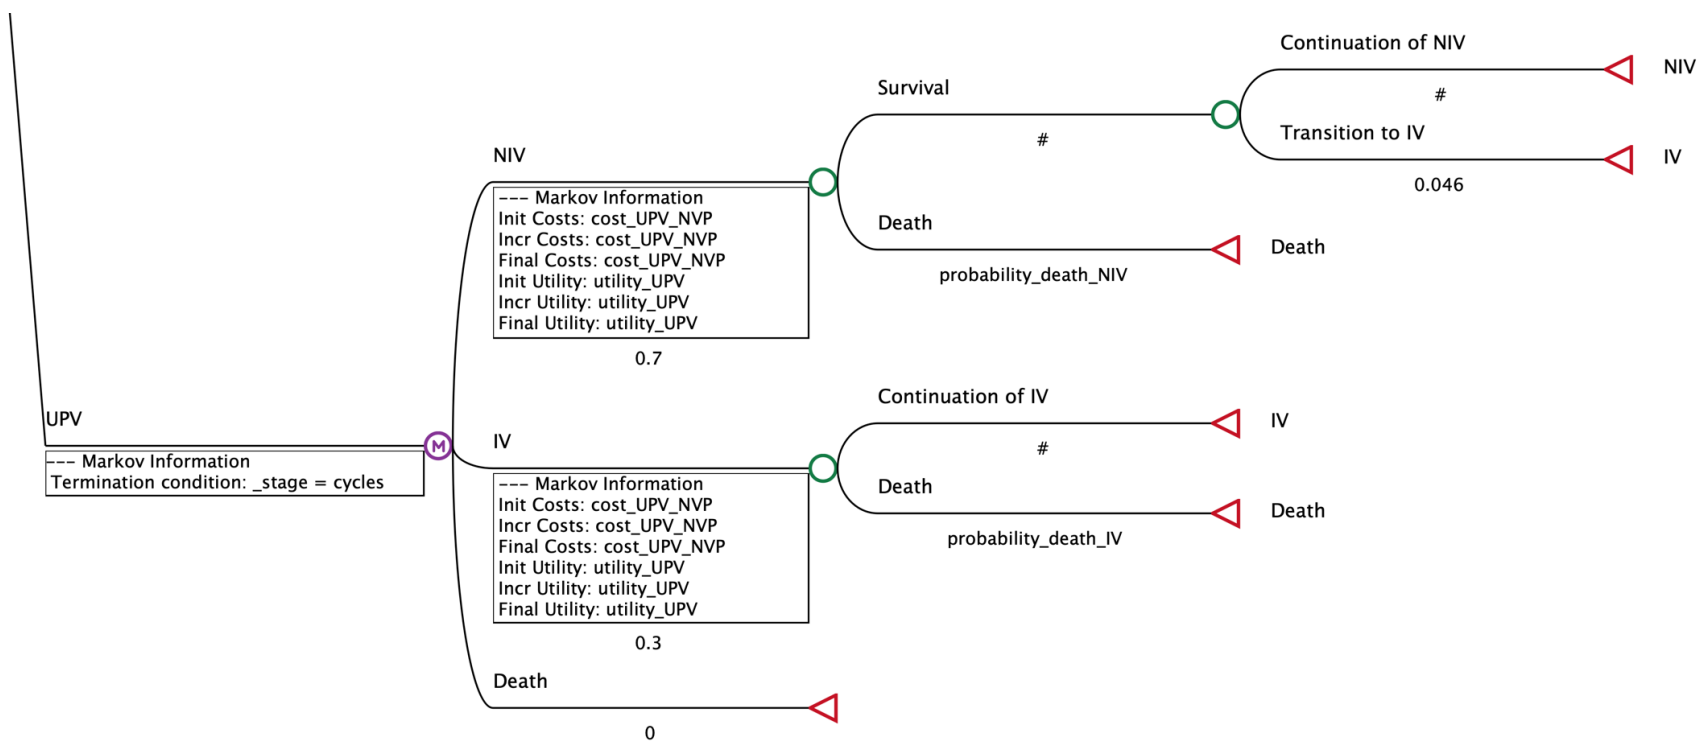 Continuation of NIV
NIV
#
Survival
#
Transition to IV
IV
0.046
NIV
--- Markov Information
Init Costs: cost_UPV_NVP
Incr Costs: cost_UPV_NVP
Final Costs: cost_UPV_NVP
Init Utility: utility_UPV
Incr Utility: utility_UPV
Final Utility: utility_UPV
0.7
Death
Death
probability_death_NIV
UPV
--- Markov Information
Termination condition: _stage = cycles
M
IV
--- Markov Information
Init Costs: cost_UPV_NVP
Incr Costs: cost_UPV_NVP
Final Costs: cost_UPV_NVP
Init Utility: utility_UPV
Incr Utility: utility_UPV
Final Utility: utility_UPV
0.3
Continuation of IV
IV
#
Death
Death
probability_death_IV
Death
0